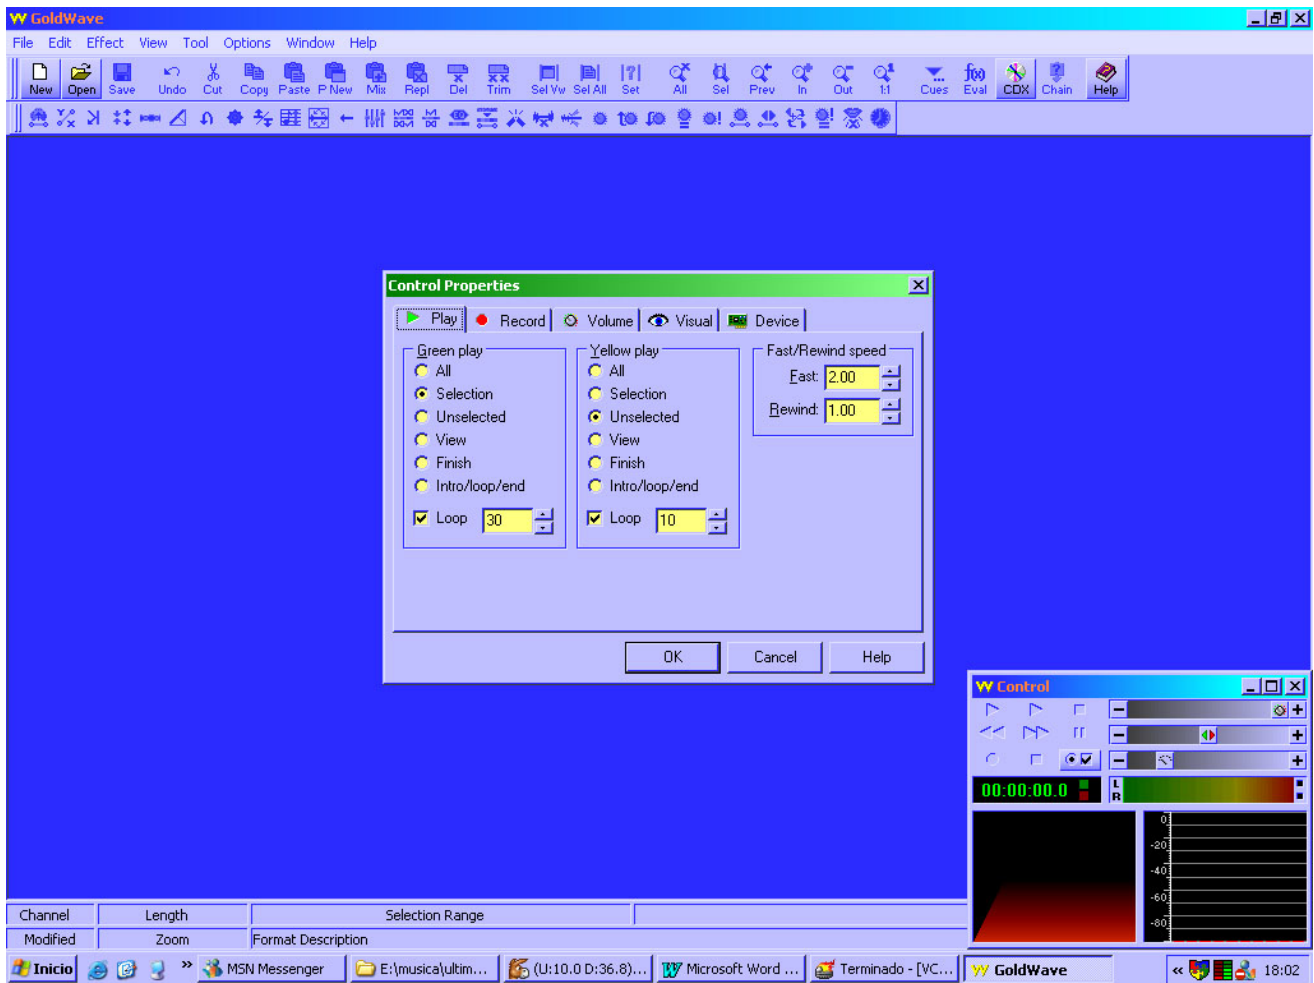 GoldWave
File Edit Effect View Tool Options Window Help
New Open Save Undo Cut Copy Paste P New Mix Repl Del Trim Sel Vw Sel All Set All Sel Prev In Out 1:1 Cues Eval CDX Chain Help
Control Properties
Play Record Volume Visual Device
Green play
All
Selection
Unselected
View
Finish
Intro/loop/end
Loop 30
Yellow play
All
Selection
Unselected
View
Finish
Intro/loop/end
Loop 10
Fast/Rewind speed
Fast: 2.00
Rewind: 1.00
OK Cancel Help
Control
00:00:00.0
L
R
0
-20
-40
-60
-80
Channel Length Selection Range
Modified Zoom Format Description
Inicio » MSN Messenger E:\musica\ultim... (U:10.0 D:36.8)... Microsoft Word ... Terminado - [VC... GoldWave « 18:02